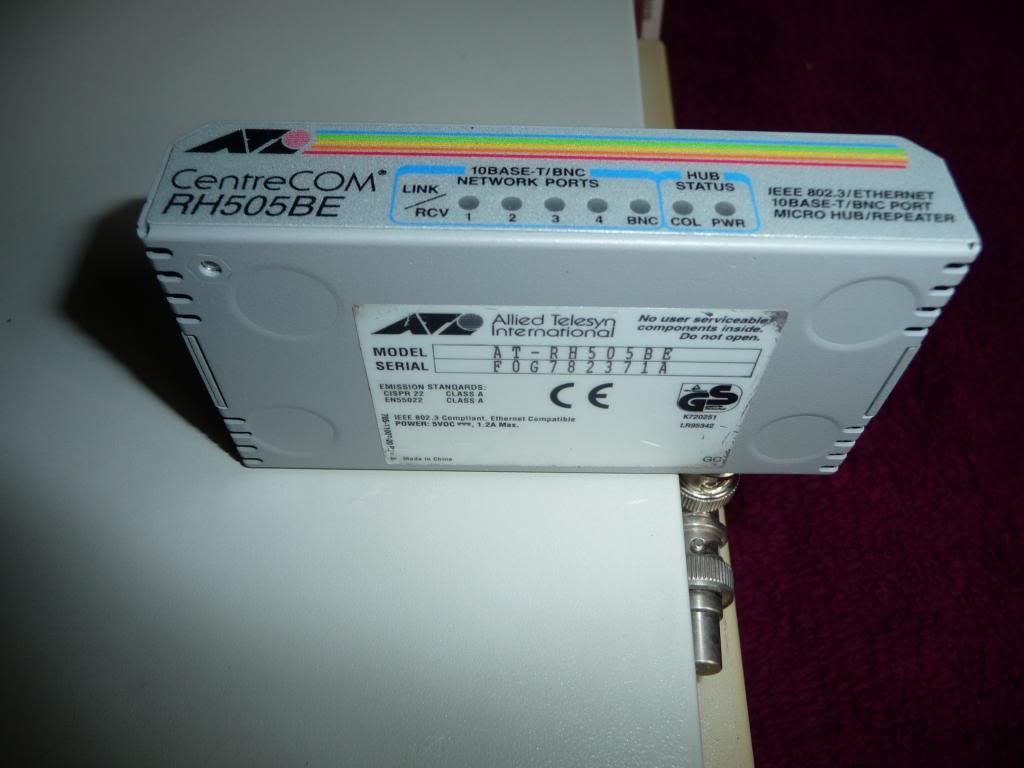 CentreCOM®
RH505BE
10BASE-T/BNC
NETWORK PORTS
LINK/RCV
1 2 3 4 BNC
HUB
STATUS
COL PWR
IEEE 802.3/ETHERNET
10BASE-T/BNC PORT
MICRO HUB/REPEATER
Allied Telesyn
International
No user serviceable
components inside.
Do not open.
MODEL AT-RH505BE
SERIAL F0G782371A
EMISSION STANDARDS:
CISPR 22 CLASS A
EN55022 CLASS A
CE
GS
K720251
LR95342
IEEE 802.3 Compliant, Ethernet Compatible
POWER: 5VDC, 1.2A Max.
Made in China